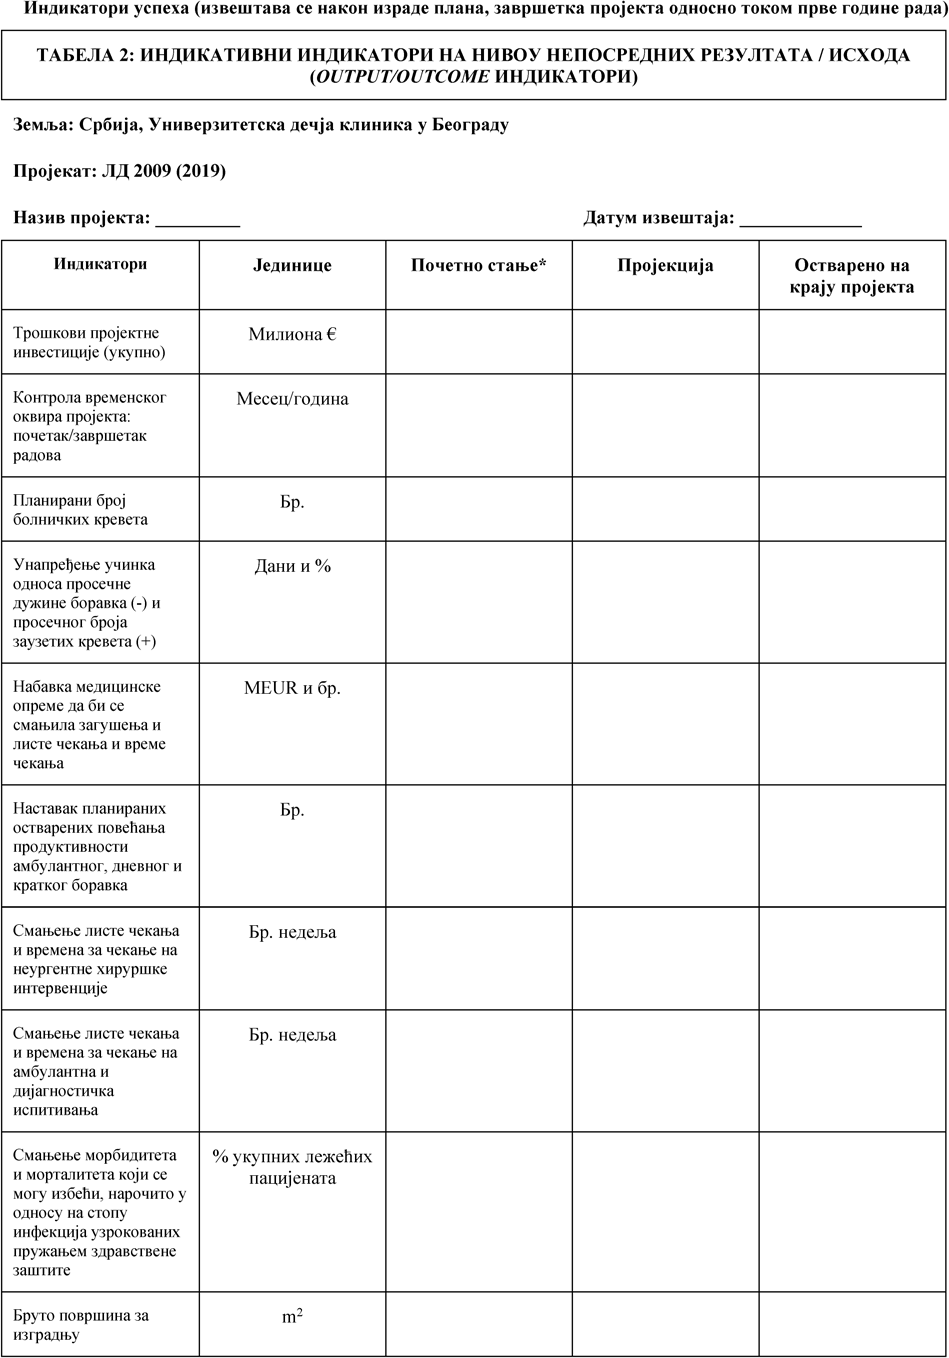 Индикатори успеха (извештава се након израде плана, завршетка пројекта односно током прве године рада)
ТАБЕЛА 2: ИНДИКАТИВНИ ИНДИКАТОРИ НА НИВОУ НЕПОСРЕДНИХ РЕЗУЛТАТА / ИСХОДА
(OUTPUT/OUTCOME ИНДИКАТОРИ)
Земља: Србија, Универзитетска дечја клиника у Београду
Пројекат: ЛД 2009 (2019)
Назив пројекта: _________ Датум извештаја: _____________
Индикатори
Јединице
Почетно стање*
Пројекција
Остварено на
крају пројекта
Трошкови пројектне
инвестиције (укупно)
Милиона €
Контрола временског
оквира пројекта:
почетак/завршетак
радова
Месец/година
Планирани број
болничких кревета
Бр.
Унапређење учинка
односа просечне
дужине боравка (-) и
просечног броја
заузетих кревета (+)
Дани и %
Набавка медицинске
опреме да би се
смањила загушења и
листе чекања и време
чекања
MEUR и бр.
Наставак планираних
остварених повећања
продуктивности
амбулантног, дневног и
кратког боравка
Бр.
Смањење листе чекања
и времена за чекање на
неургентне хируршке
интервенције
Бр. недеља
Смањење листе чекања
и времена за чекање на
амбулантна и
дијагностичка
испитивања
Бр. недеља
Смањење морбидитета
и морталитета који се
могу избећи, нарочито у
односу на стопу
инфекција узрокованих
пружањем здравствене
заштите
% укупних лежећих
пацијената
Бруто површина за
изградњу
m²